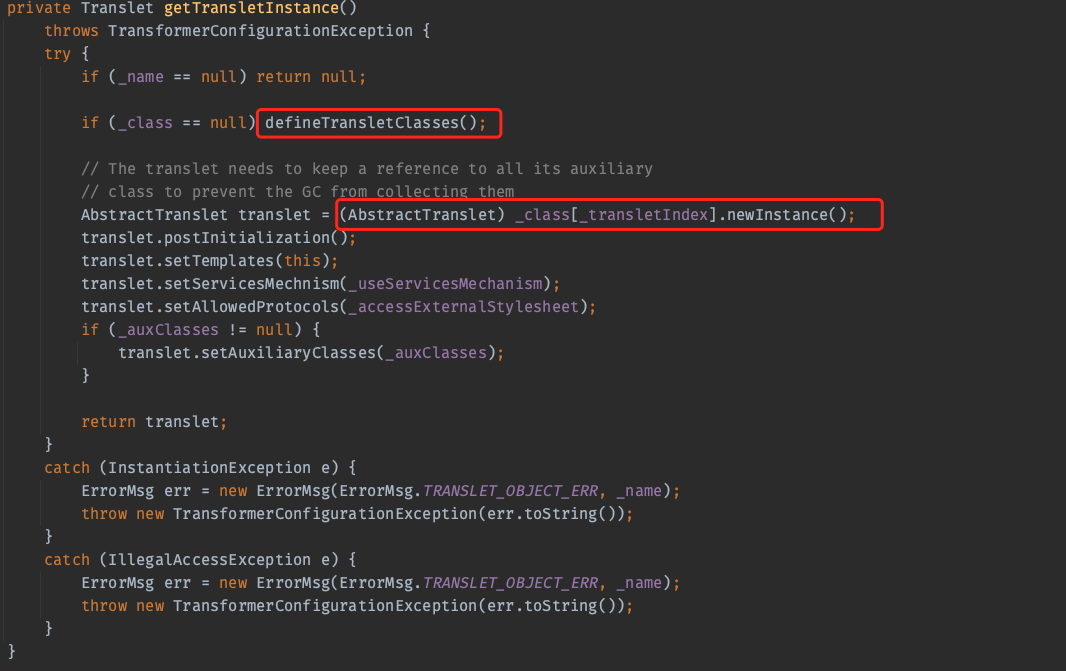 private Translet getTransletInstance()
    throws TransformerConfigurationException {
    try {
        if (_name == null) return null;

        if (_class == null) defineTransletClasses();

        // The translet needs to keep a reference to all its auxiliary
        // class to prevent the GC from collecting them
        AbstractTranslet translet = (AbstractTranslet) _class[_transletIndex].newInstance();
        translet.postInitialization();
        translet.setTemplates(this);
        translet.setServicesMechnism(_useServicesMechanism);
        translet.setAllowedProtocols(_accessExternalStylesheet);
        if (_auxClasses != null) {
            translet.setAuxiliaryClasses(_auxClasses);
        }

        return translet;
    }
    catch (InstantiationException e) {
        ErrorMsg err = new ErrorMsg(ErrorMsg.TRANSLET_OBJECT_ERR, _name);
        throw new TransformerConfigurationException(err.toString());
    }
    catch (IllegalAccessException e) {
        ErrorMsg err = new ErrorMsg(ErrorMsg.TRANSLET_OBJECT_ERR, _name);
        throw new TransformerConfigurationException(err.toString());
    }
}